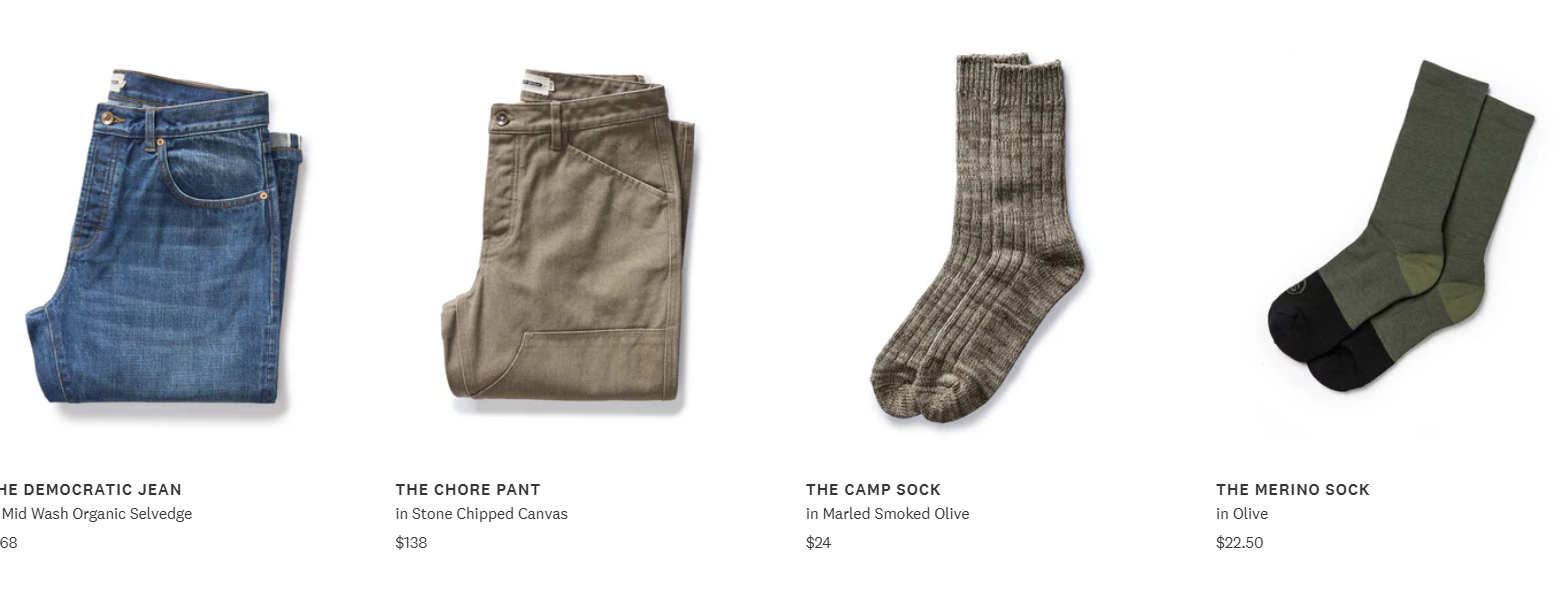 HE DEMOCRATIC JEAN
Mid Wash Organic Selvedge
68
THE CHORE PANT
in Stone Chipped Canvas
$138
THE CAMP SOCK
in Marled Smoked Olive
$24
THE MERINO SOCK
in Olive
$22.50